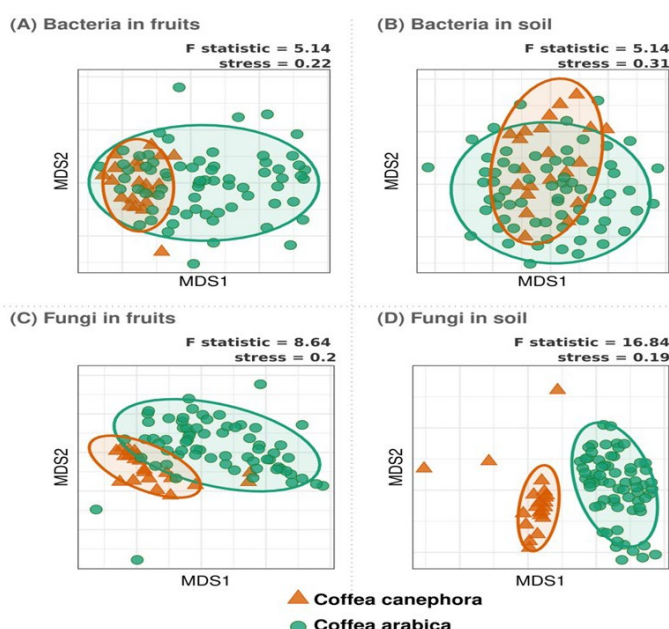 (A) Bacteria in fruits
F statistic = 5.14
stress = 0.22
MDS2
MDS1
(B) Bacteria in soil
F statistic = 5.14
stress = 0.31
MDS2
MDS1
(C) Fungi in fruits
F statistic = 8.64
stress = 0.2
MDS2
MDS1
(D) Fungi in soil
F statistic = 16.84
stress = 0.19
MDS2
MDS1
Coffea canephora
Coffea arabica